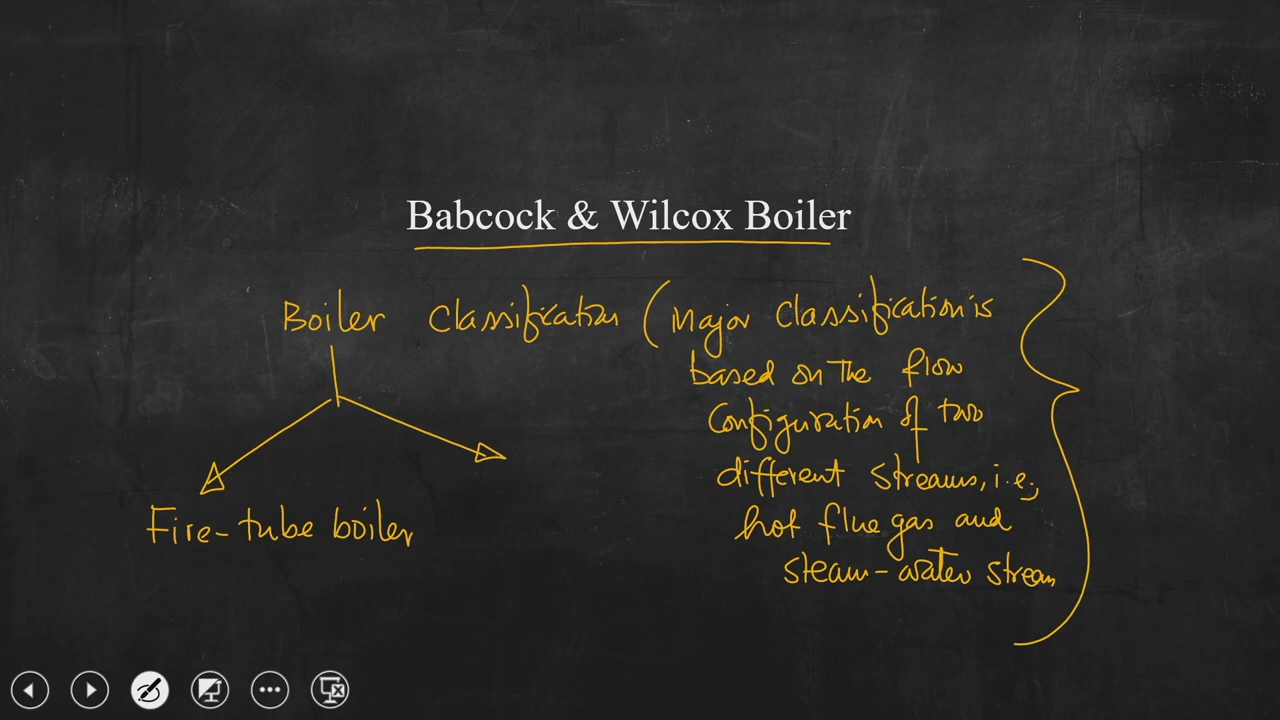 Babcock & Wilcox Boiler
Boiler Classification (Major Classification is
based on the flow
Configuration of two
different streams, i.e.,
hot flue gas and
steam-water stream
Fire-tube boiler